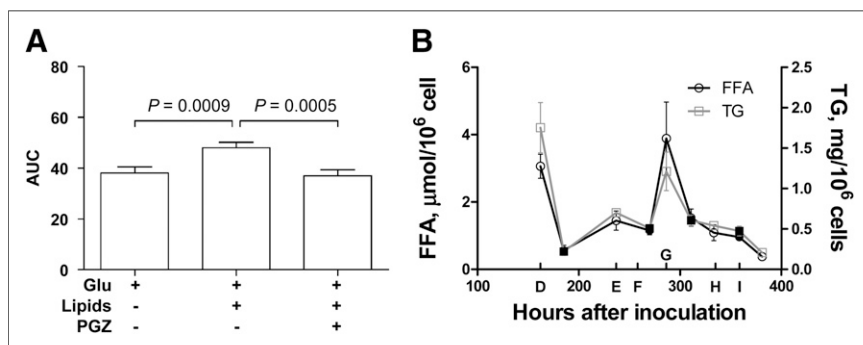 A
P = 0.0009 P = 0.0005
AUC
80
60
40
20
0
Glu + + +
Lipids - + +
PGZ - - +
B
FFA, μmol/10⁶ cell
6
4
2
0
FFA
TG
TG, mg/10⁶ cells
2.5
2.0
1.5
1.0
0.5
0.0
G
100 200 300 400
D E F H I
Hours after inoculation